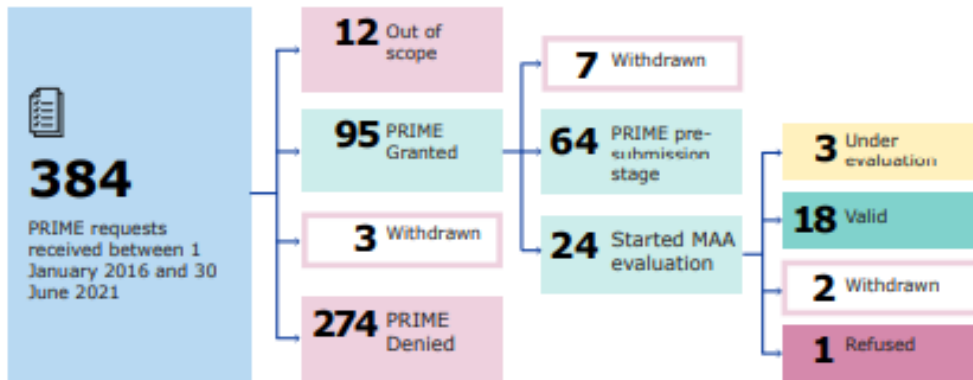 384
PRIME requests
received between 1
January 2016 and 30
June 2021
12 Out of
scope
95 PRIME
Granted
3 Withdrawn
274 PRIME
Denied
7 Withdrawn
64 PRIME pre-
submission
stage
24 Started MAA
evaluation
3 Under
evaluation
18 Valid
2 Withdrawn
1 Refused